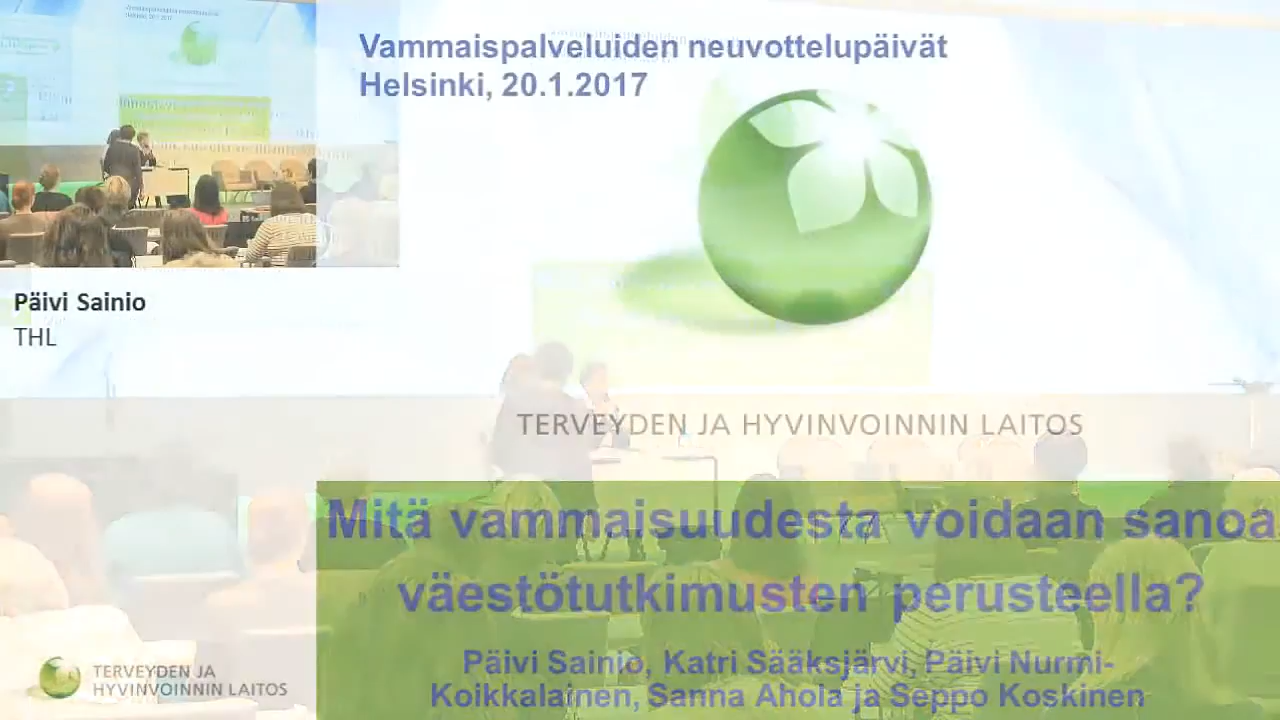 Vammaispalveluiden neuvottelupäivät
Helsinki, 20.1.2017
Päivi Sainio
THL
TERVEYDEN JA HYVINVOINNIN LAITOS
Mitä vammaisuudesta voidaan sanoa
väestötutkimusten perusteella?
Päivi Sainio, Katri Sääksjärvi, Päivi Nurmi-
Koikkalainen, Sanna Ahola ja Seppo Koskinen
TERVEYDEN JA
HYVINVOINNIN LAITOS